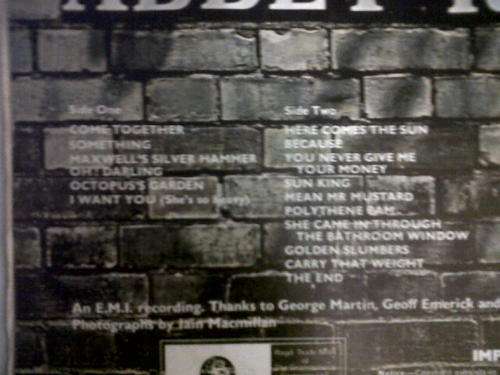 ABBEY R
Side One
COME TOGETHER
SOMETHING
MAXWELL'S SILVER HAMMER
OH! DARLING
OCTOPUS'S GARDEN
I WANT YOU (She's so heavy)
Side Two
HERE COMES THE SUN
BECAUSE
YOU NEVER GIVE ME
YOUR MONEY
SUN KING
MEAN MR MUSTARD
POLYTHENE PAM
SHE CAME IN THROUGH
THE BATHROOM WINDOW
GOLDEN SLUMBERS
CARRY THAT WEIGHT
THE END
An E.M.I. recording. Thanks to George Martin, Geoff Emerick and
Photographs by Iain Macmillan
IMP